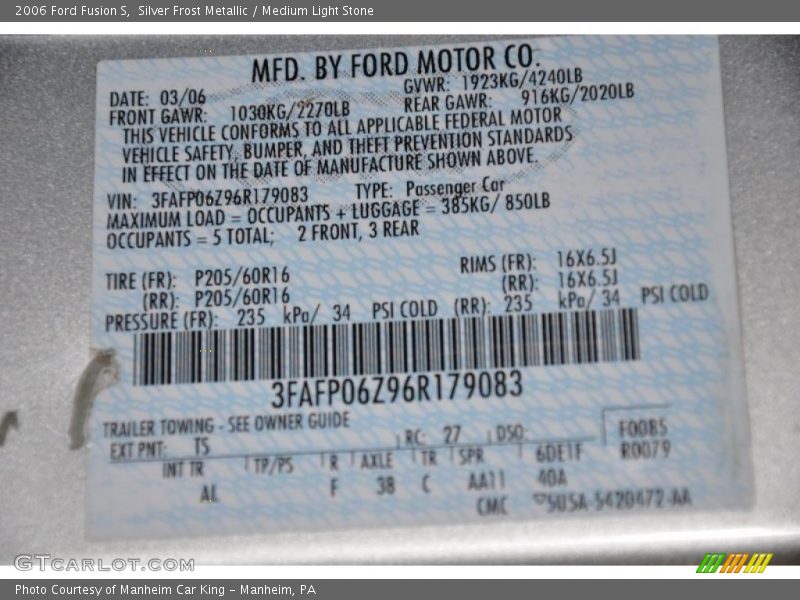 2006 Ford Fusion S,  Silver Frost Metallic / Medium Light Stone
MFD. BY FORD MOTOR CO.
DATE: 03/06 GVWR: 1923KG/4240LB
FRONT GAWR: 1030KG/2270LB REAR GAWR: 916KG/2020LB
THIS VEHICLE CONFORMS TO ALL APPLICABLE FEDERAL MOTOR
VEHICLE SAFETY, BUMPER, AND THEFT PREVENTION STANDARDS
IN EFFECT ON THE DATE OF MANUFACTURE SHOWN ABOVE.
VIN: 3FAFP06Z96R179083 TYPE: Passenger Car
MAXIMUM LOAD = OCCUPANTS + LUGGAGE = 385KG/ 850LB
OCCUPANTS = 5 TOTAL; 2 FRONT, 3 REAR
TIRE (FR): P205/60R16 RIMS (FR): 16X6.5J
(RR): P205/60R16 (RR): 16X6.5J
PRESSURE (FR): 235 kPa/ 34 PSI COLD (RR): 235 kPa/ 34 PSI COLD
3FAFP06Z96R179083
TRAILER TOWING - SEE OWNER GUIDE
EXT PNT: TS RC: 27 DSO: F0085
INT TR TP/PS R AXLE TR SPR 6DE1F R0079
AL F 38 C AA11 40A
CMC 5U5A-5420472-AA
GTCARLOT.COM
Photo Courtesy of Manheim Car King – Manheim, PA